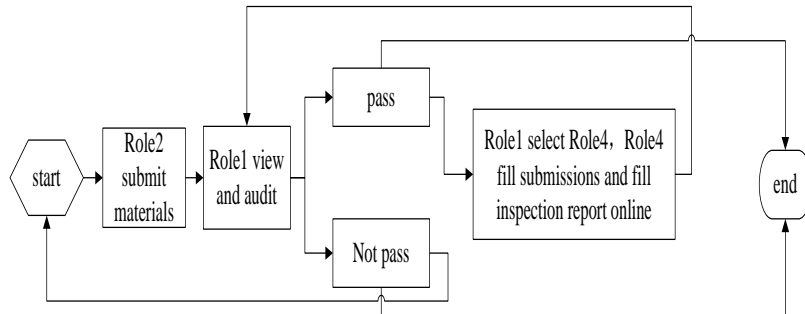 start
Role2
submit
materials
Role1 view
and audit
pass
Not pass
Role1 select Role4，Role4
fill submissions and fill
inspection report online
end